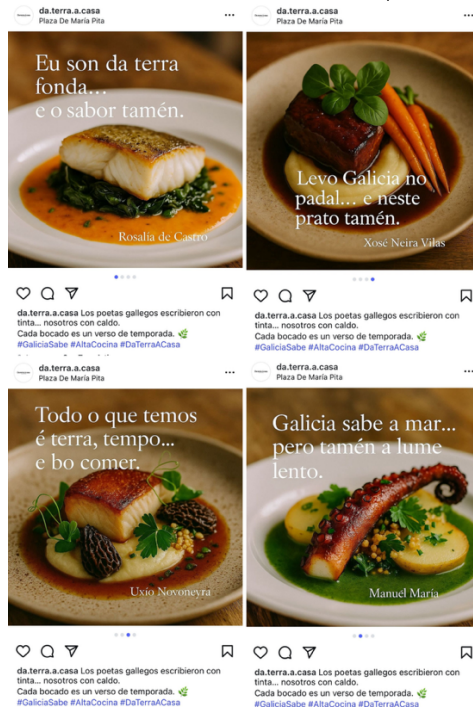 da.terra.a.casa
Plaza De María Pita
Eu son da terra
fonda...
e o sabor tamén.
Rosalía de Castro
da.terra.a.casa Los poetas gallegos escribieron con
tinta... nosotros con caldo.
Cada bocado es un verso de temporada. 🌿
#GaliciaSabe #AltaCocina #DaTerraACasa
da.terra.a.casa
Plaza De María Pita
Levo Galicia no
padal... e neste
prato tamén.
Xosé Neira Vilas
da.terra.a.casa Los poetas gallegos escribieron con
tinta... nosotros con caldo.
Cada bocado es un verso de temporada. 🌿
#GaliciaSabe #AltaCocina #DaTerraACasa
da.terra.a.casa
Plaza De María Pita
Todo o que temos
é terra, tempo...
e bo comer.
Uxío Novoneyra
da.terra.a.casa Los poetas gallegos escribieron con
tinta... nosotros con caldo.
Cada bocado es un verso de temporada. 🌿
#GaliciaSabe #AltaCocina #DaTerraACasa
da.terra.a.casa
Plaza De María Pita
Galicia sabe a mar...
pero tamén a lume
lento.
Manuel María
da.terra.a.casa Los poetas gallegos escribieron con
tinta... nosotros con caldo.
Cada bocado es un verso de temporada. 🌿
#GaliciaSabe #AltaCocina #DaTerraACasa